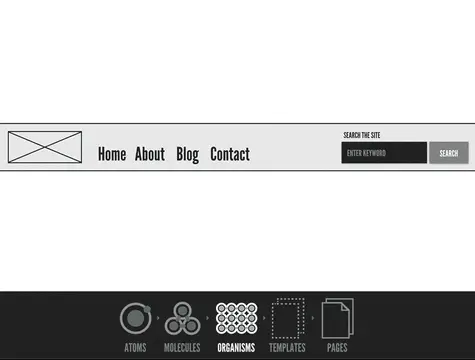 SEARCH THE SITE
Home About Blog Contact
ENTER KEYWORD SEARCH
ATOMS MOLECULES ORGANISMS TEMPLATES PAGES